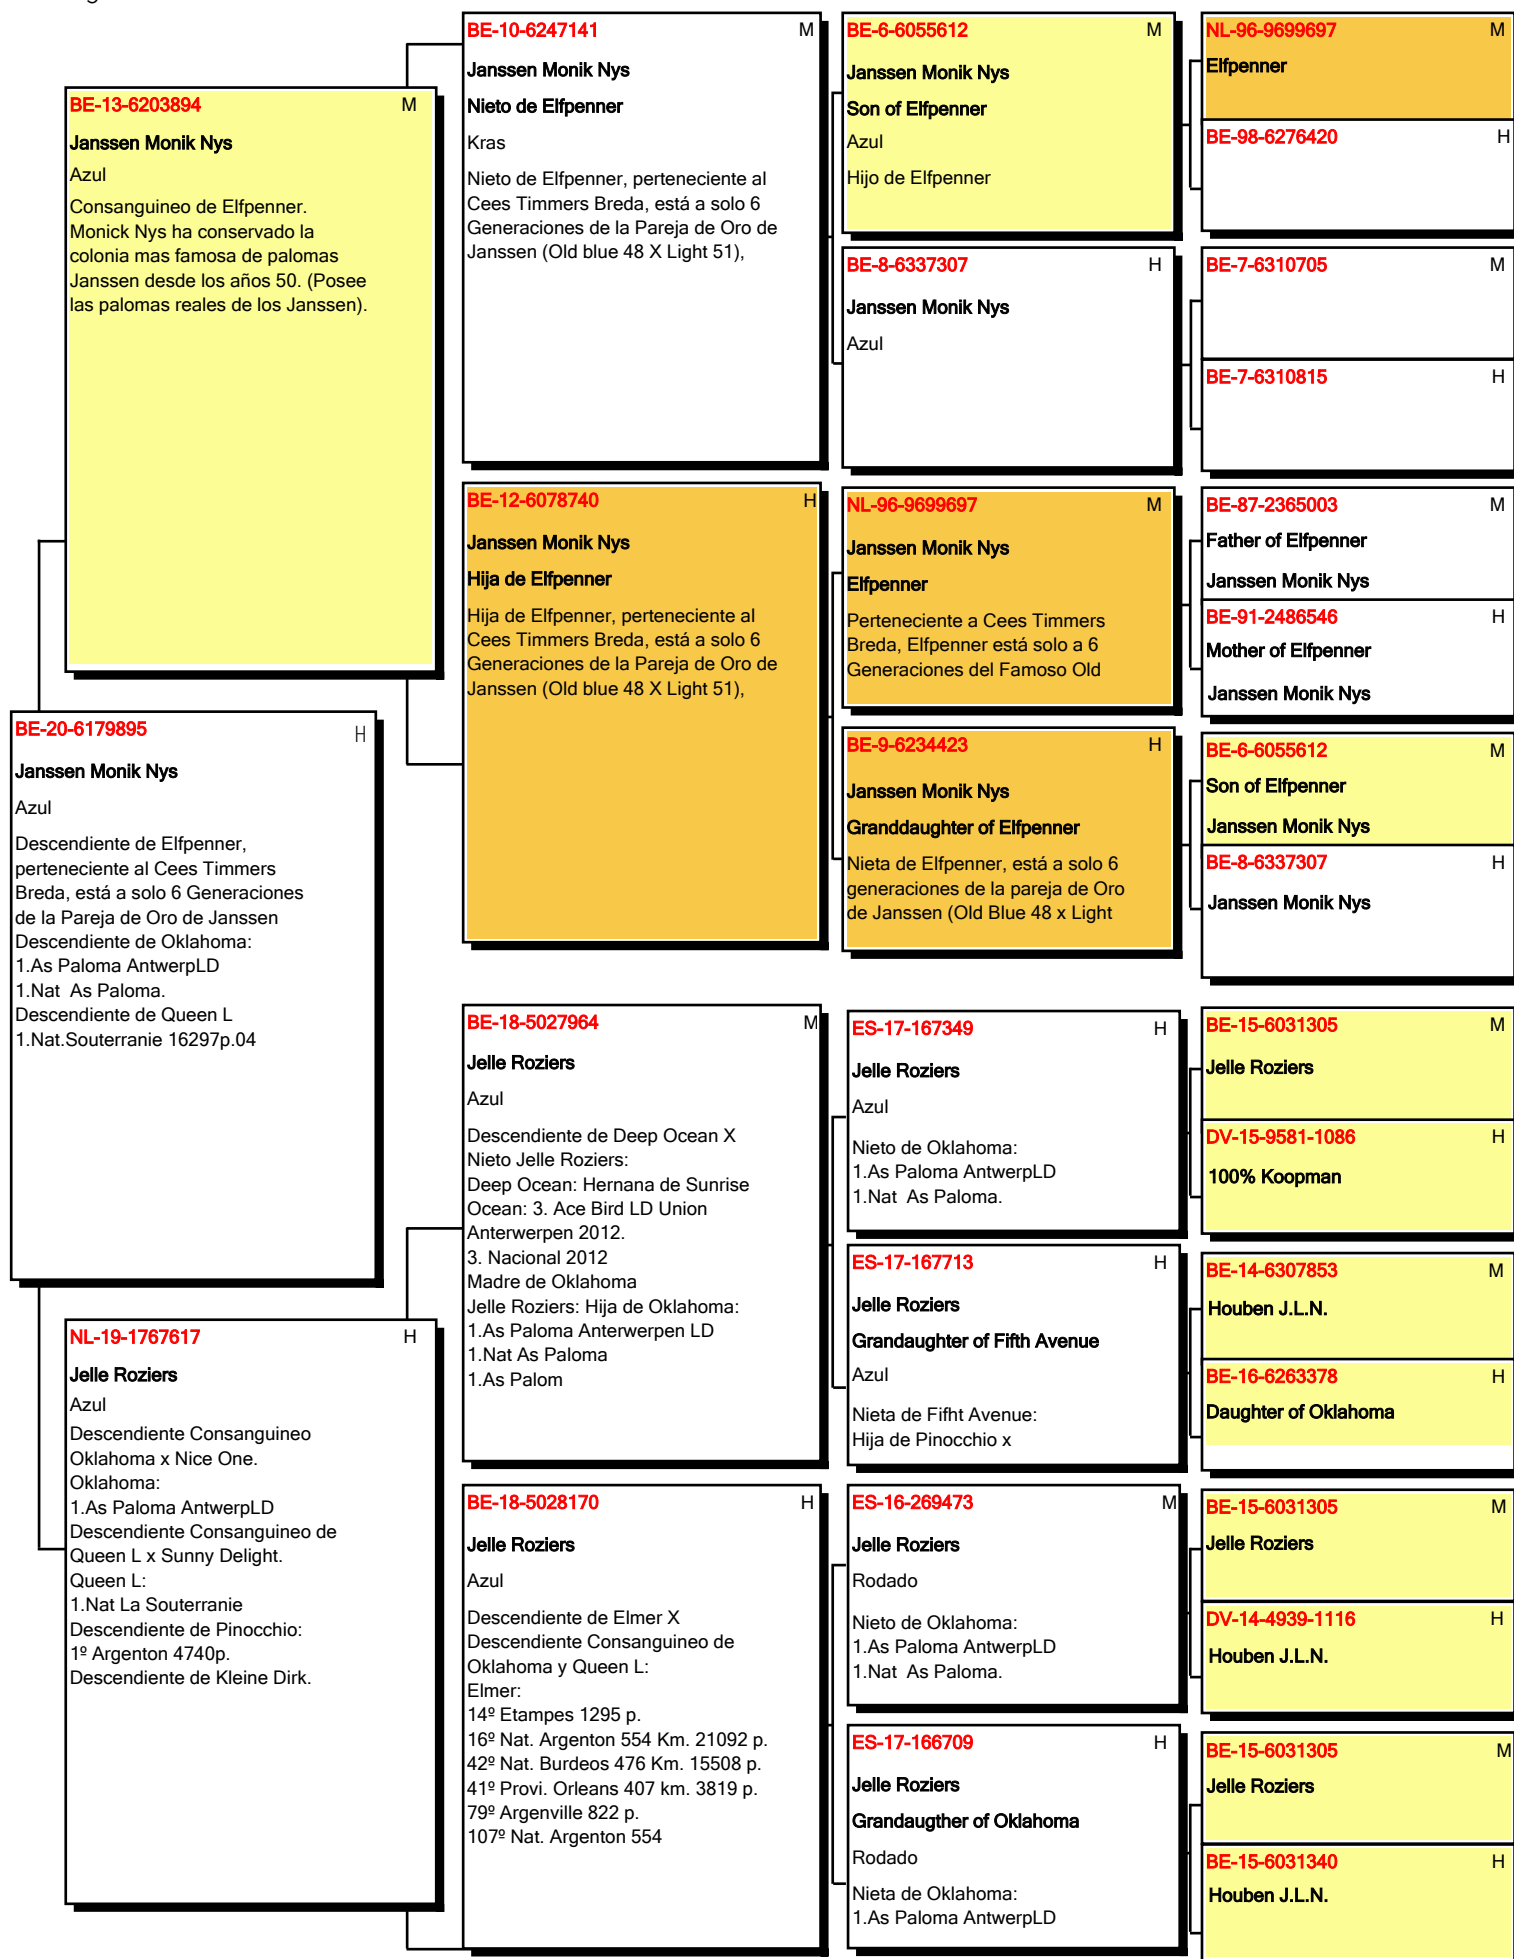 BE-20-6179895 H
Janssen Monik Nys
Azul
Descendiente de Elfpenner,
perteneciente al Cees Timmers
Breda, está a solo 6 Generaciones
de la Pareja de Oro de Janssen
Descendiente de Oklahoma:
1.As Paloma AntwerpLD
1.Nat As Paloma.
Descendiente de Queen L
1.Nat.Souterranie 16297p.04
BE-13-6203894 M
Janssen Monik Nys
Azul
Consanguineo de Elfpenner.
Monick Nys ha conservado la
colonia mas famosa de palomas
Janssen desde los años 50. (Posee
las palomas reales de los Janssen).
NL-19-1767617 H
Jelle Roziers
Azul
Descendiente Consanguineo
Oklahoma x Nice One.
Oklahoma:
1.As Paloma AntwerpLD
Descendiente Consanguineo de
Queen L x Sunny Delight.
Queen L:
1.Nat La Souterranie
Descendiente de Pinocchio:
1º Argenton 4740p.
Descendiente de Kleine Dirk.
BE-10-6247141 M
Janssen Monik Nys
Nieto de Elfpenner
Kras
Nieto de Elfpenner, perteneciente al
Cees Timmers Breda, está a solo 6
Generaciones de la Pareja de Oro de
Janssen (Old blue 48 X Light 51),
BE-12-6078740 H
Janssen Monik Nys
Hija de Elfpenner
Hija de Elfpenner, perteneciente al
Cees Timmers Breda, está a solo 6
Generaciones de la Pareja de Oro de
Janssen (Old blue 48 X Light 51),
BE-18-5027964 M
Jelle Roziers
Azul
Descendiente de Deep Ocean X
Nieto Jelle Roziers:
Deep Ocean: Hernana de Sunrise
Ocean: 3. Ace Bird LD Union
Anterwerpen 2012.
3. Nacional 2012
Madre de Oklahoma
Jelle Roziers: Hija de Oklahoma:
1.As Paloma Anterwerpen LD
1.Nat As Paloma
1.As Palom
BE-18-5028170 H
Jelle Roziers
Azul
Descendiente de Elmer X
Descendiente Consanguineo de
Oklahoma y Queen L:
Elmer:
14º Etampes 1295 p.
16º Nat. Argenton 554 Km. 21092 p.
42º Nat. Burdeos 476 Km. 15508 p.
41º Provi. Orleans 407 km. 3819 p.
79º Argenville 822 p.
107º Nat. Argenton 554
BE-6-6055612 M
Janssen Monik Nys
Son of Elfpenner
Azul
Hijo de Elfpenner
BE-8-6337307 H
Janssen Monik Nys
Azul
NL-96-9699697 M
Janssen Monik Nys
Elfpenner
Perteneciente a Cees Timmers
Breda, Elfpenner está solo a 6
Generaciones del Famoso Old
BE-9-6234423 H
Janssen Monik Nys
Granddaughter of Elfpenner
Nieta de Elfpenner, está a solo 6
generaciones de la pareja de Oro
de Janssen (Old Blue 48 x Light
ES-17-167349 H
Jelle Roziers
Azul
Nieto de Oklahoma:
1.As Paloma AntwerpLD
1.Nat As Paloma.
ES-17-167713 H
Jelle Roziers
Grandaughter of Fifth Avenue
Azul
Nieta de Fifht Avenue:
Hija de Pinocchio x
ES-16-269473 M
Jelle Roziers
Rodado
Nieto de Oklahoma:
1.As Paloma AntwerpLD
1.Nat As Paloma.
ES-17-166709 H
Jelle Roziers
Grandaugther of Oklahoma
Rodado
Nieta de Oklahoma:
1.As Paloma AntwerpLD
NL-96-9699697 M
Elfpenner
BE-98-6276420 H
BE-7-6310705 M
BE-7-6310815 H
BE-87-2365003 M
Father of Elfpenner
Janssen Monik Nys
BE-91-2486546 H
Mother of Elfpenner
Janssen Monik Nys
BE-6-6055612 M
Son of Elfpenner
Janssen Monik Nys
BE-8-6337307 H
Janssen Monik Nys
BE-15-6031305 M
Jelle Roziers
DV-15-9581-1086 H
100% Koopman
BE-14-6307853 M
Houben J.L.N.
BE-16-6263378 H
Daughter of Oklahoma
BE-15-6031305 M
Jelle Roziers
DV-14-4939-1116 H
Houben J.L.N.
BE-15-6031305 M
Jelle Roziers
BE-15-6031340 H
Houben J.L.N.